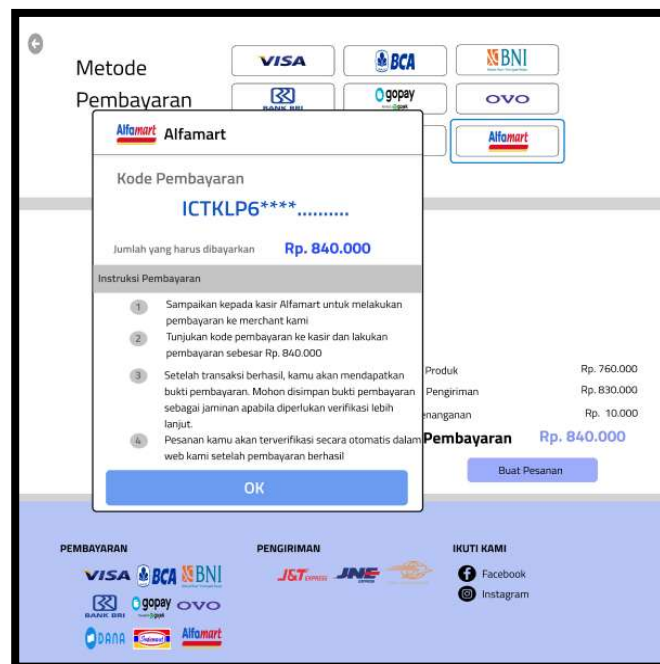 Metode
Pembayaran
VISA
BCA
BNI
BANK BRI
gopay
OVO
Alfamart
Alfamart Alfamart
Kode Pembayaran
ICTKLP6****..........
Jumlah yang harus dibayarkan Rp. 840.000
Instruksi Pembayaran
1 Sampaikan kepada kasir Alfamart untuk melakukan
pembayaran ke merchant kami
2 Tunjukan kode pembayaran ke kasir dan lakukan
pembayaran sebesar Rp. 840.000
3 Setelah transaksi berhasil, kamu akan mendapatkan
bukti pembayaran. Mohon disimpan bukti pembayaran
sebagai jaminan apabila diperlukan verifikasi lebih
lanjut.
4 Pesanan kamu akan terverifikasi secara otomatis dalam
web kami setelah pembayaran berhasil
OK
Produk Rp. 760.000
Pengiriman Rp. 830.000
enanganan Rp. 10.000
Pembayaran Rp. 840.000
Buat Pesanan
PEMBAYARAN
VISA BCA BNI
BANK BRI gopay OVO
DANA Indomaret Alfamart
PENGIRIMAN
J&T EXPRESS JNE EXPRESS
IKUTI KAMI
Facebook
Instagram